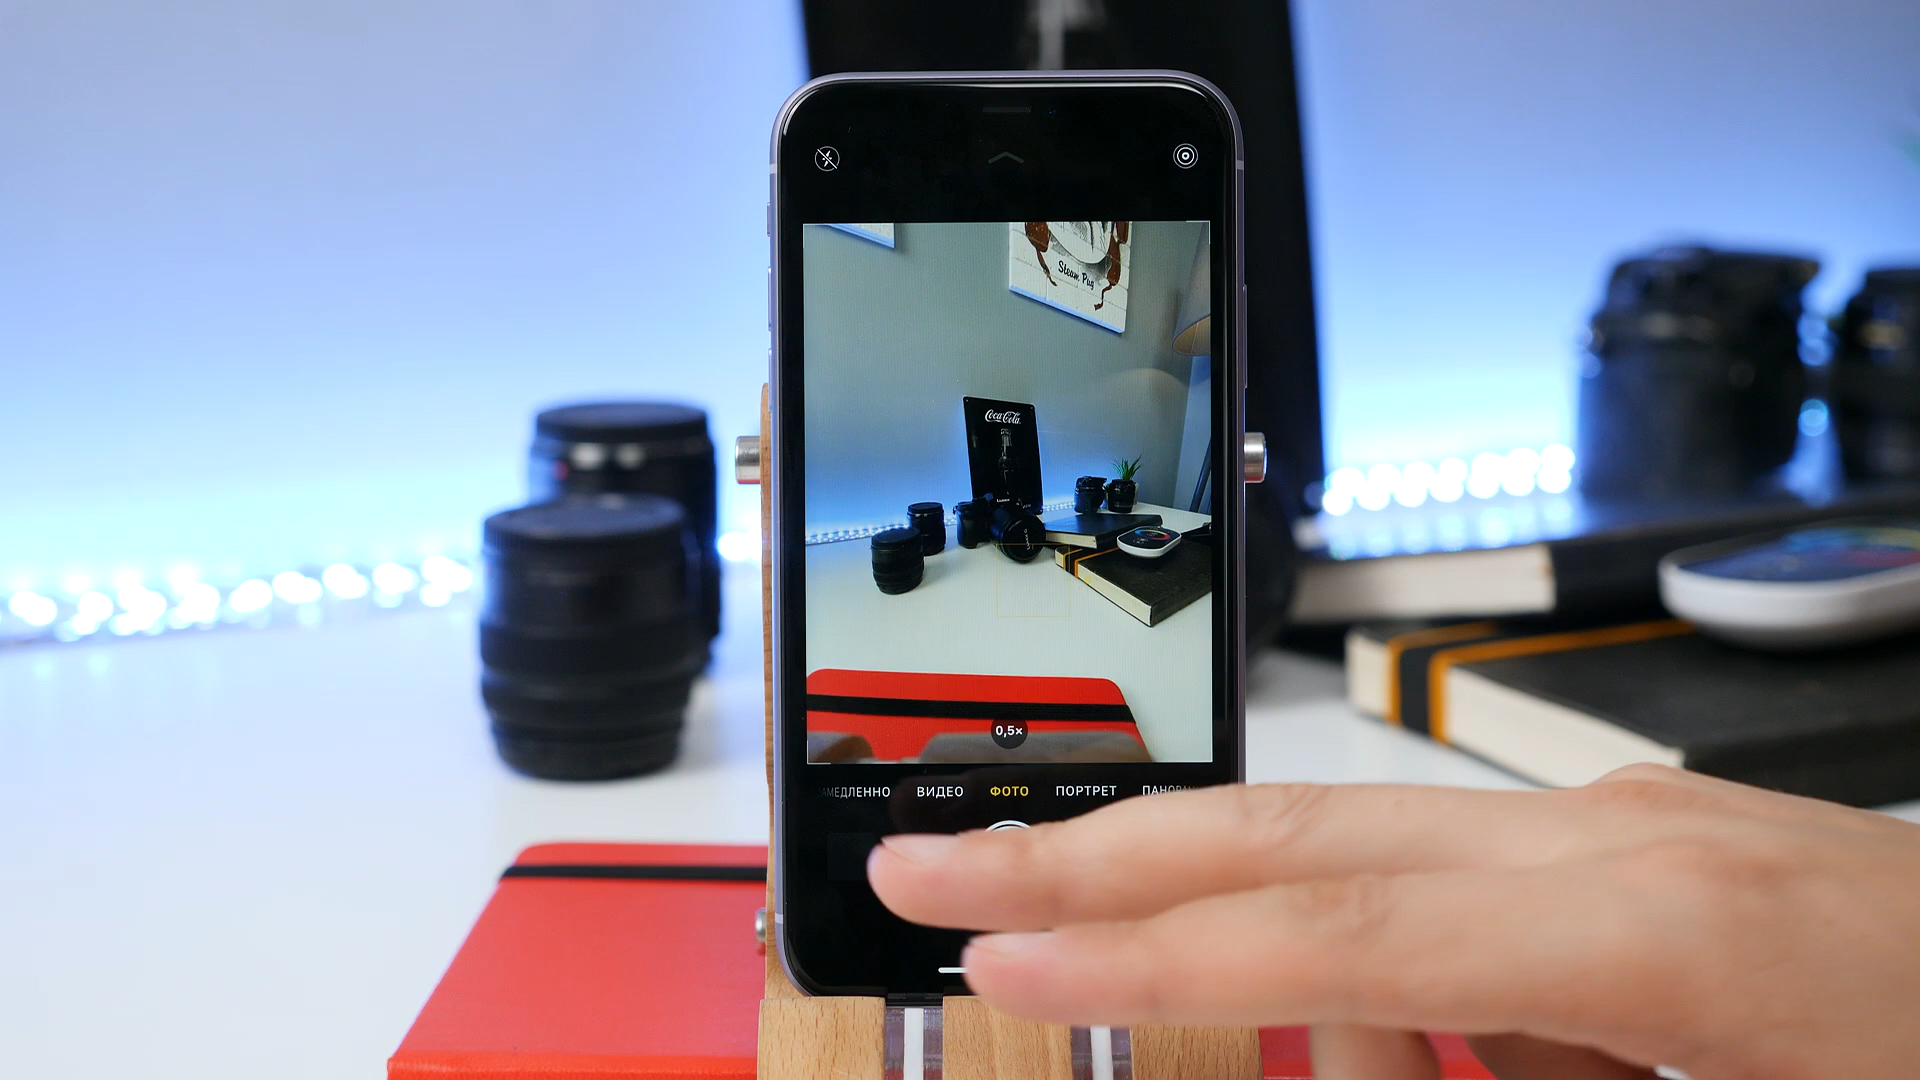 Steam Pug
Coca-Cola
0,5×
ВИДЕО ФОТО ПОРТРЕТ